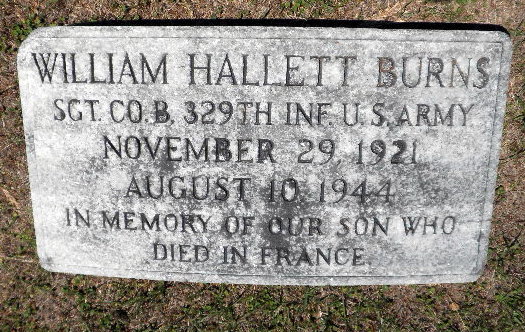 WILLIAM HALLETT BURNS
SGT. CO. B. 329TH INF. U.S. ARMY
NOVEMBER 29, 1921
AUGUST 10 1944
IN MEMORY OF OUR SON WHO
DIED IN FRANCE.